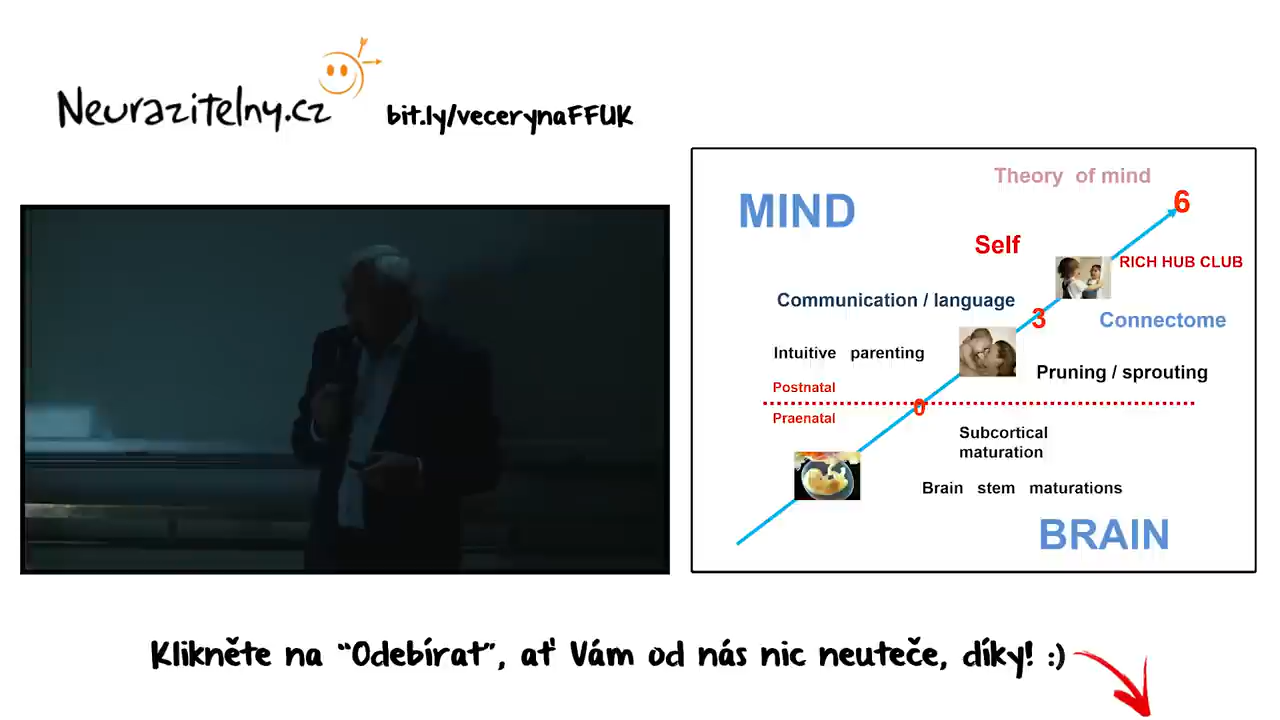 Neurazitelny.cz
bit.ly/vecerynaFFUK
Theory of mind
MIND
6
Self
RICH HUB CLUB
Communication / language
3
Connectome
Intuitive parenting
Pruning / sprouting
Postnatal
0
Praenatal
Subcortical
maturation
Brain stem maturations
BRAIN
Klikněte na “Odebírat”, ať Vám od nás nic neuteče, díky! :)